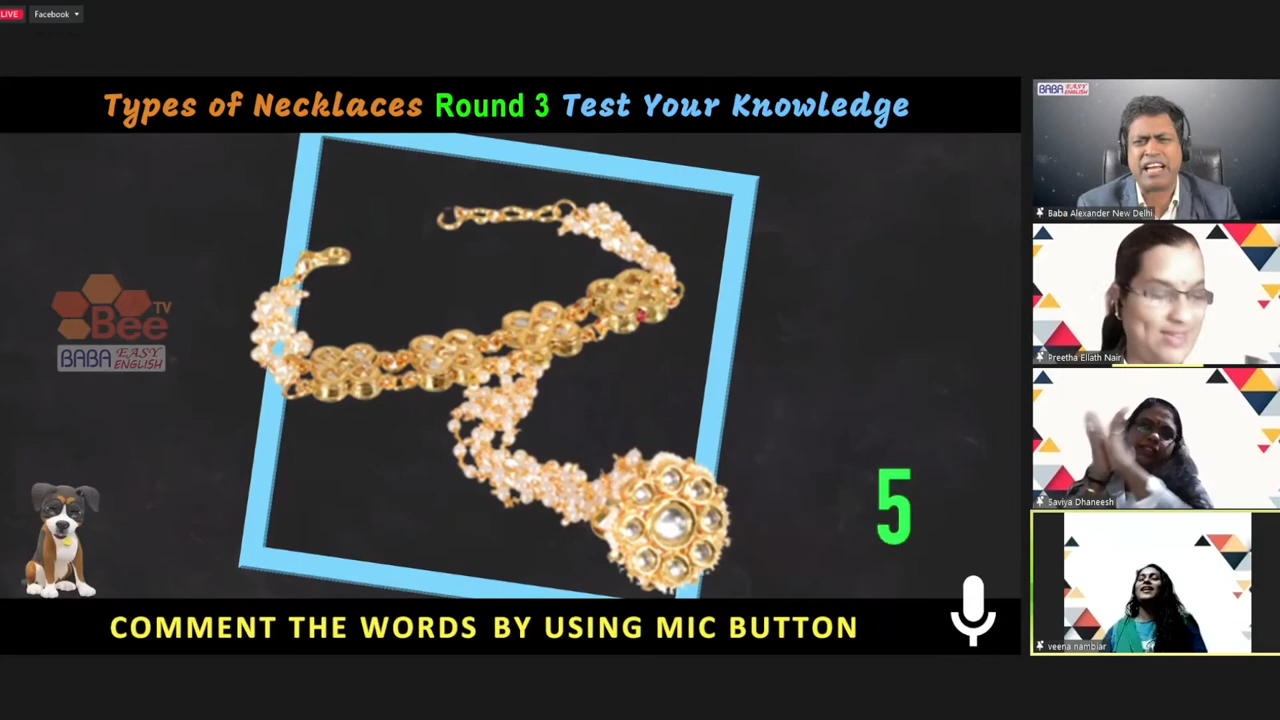 LIVE
Facebook
Types of Necklaces Round 3 Test Your Knowledge
BABA EASY ENGLISH
Baba Alexander New Delhi
Bee TV
BABA EASY ENGLISH
Preetha Ellath Nair
5
Saviya Dhaneesh
COMMENT THE WORDS BY USING MIC BUTTON
veena nambiar